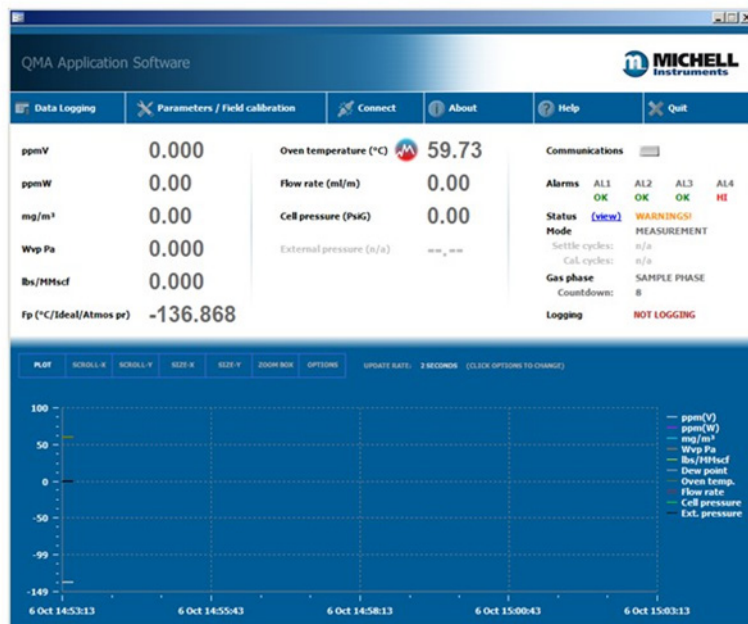 QMA Application Software
MICHELL
Instruments
Data Logging Parameters / Field calibration Connect About Help Quit
ppmV 0.000 Oven temperature (°C) 59.73 Communications
ppmW 0.00 Flow rate (ml/m) 0.00 Alarms AL1 AL2 AL3 AL4
OK OK OK HI
mg/m³ 0.00 Cell pressure (PsiG) 0.00 Status (view) WARNINGS!
Mode MEASUREMENT
Wvp Pa 0.00 External pressure (n/a) --.-- Settle cycles: n/a
Cal. cycles: n/a
lbs/MMscf 0.000 Gas phase SAMPLE PHASE
Countdown: 8
Fp (°C/Ideal/Atmos pr) -136.868 Logging NOT LOGGING
PLOT SCROLL-X SCROLL-Y SIZE-X SIZE-Y ZOOM BOX OPTIONS UPDATE RATE: 2 SECONDS (CLICK OPTIONS TO CHANGE)
100
50
0
-50
-99
-149
6 Oct 14:53:13 6 Oct 14:55:43 6 Oct 14:58:13 6 Oct 15:00:43 6 Oct 15:03:13
ppm(V)
ppm(W)
mg/m³
Wvp Pa
lbs/MMscf
Dew point
Oven temp.
Flow rate
Cell pressure
Ext. pressure